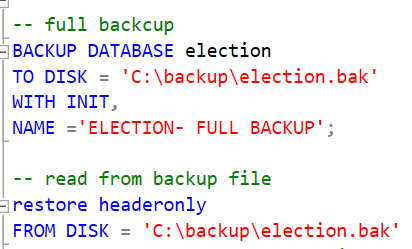 -- full backcup
BACKUP DATABASE election
TO DISK = 'C:\backup\election.bak'
WITH INIT,
NAME ='ELECTION- FULL BACKUP';
-- read from backup file
restore headeronly
FROM DISK = 'C:\backup\election.bak'